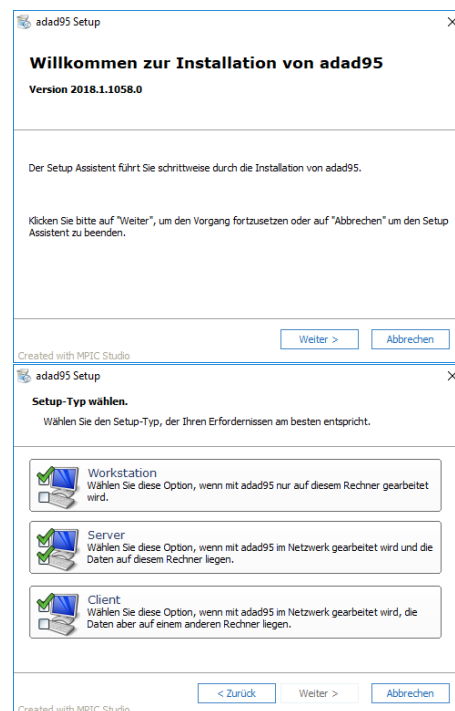 adad95 Setup
Willkommen zur Installation von adad95
Version 2018.1.1058.0
Der Setup Assistent führt Sie schrittweise durch die Installation von adad95.
Klicken Sie bitte auf "Weiter", um den Vorgang fortzusetzen oder auf "Abbrechen" um den Setup
Assistent zu beenden.
Weiter >
Abbrechen
Created with MPIC Studio
adad95 Setup
Setup-Typ wählen.
Wählen Sie den Setup-Typ, der Ihren Erfordernissen am besten entspricht.
Workstation
Wählen Sie diese Option, wenn mit adad95 nur auf diesem Rechner gearbeitet
wird.
Server
Wählen Sie diese Option, wenn mit adad95 im Netzwerk gearbeitet wird und die
Daten auf diesem Rechner liegen.
Client
Wählen Sie diese Option, wenn mit adad95 im Netzwerk gearbeitet wird, die
Daten aber auf einem anderen Rechner liegen.
< Zurück
Weiter >
Abbrechen
Created with MPIC Studio